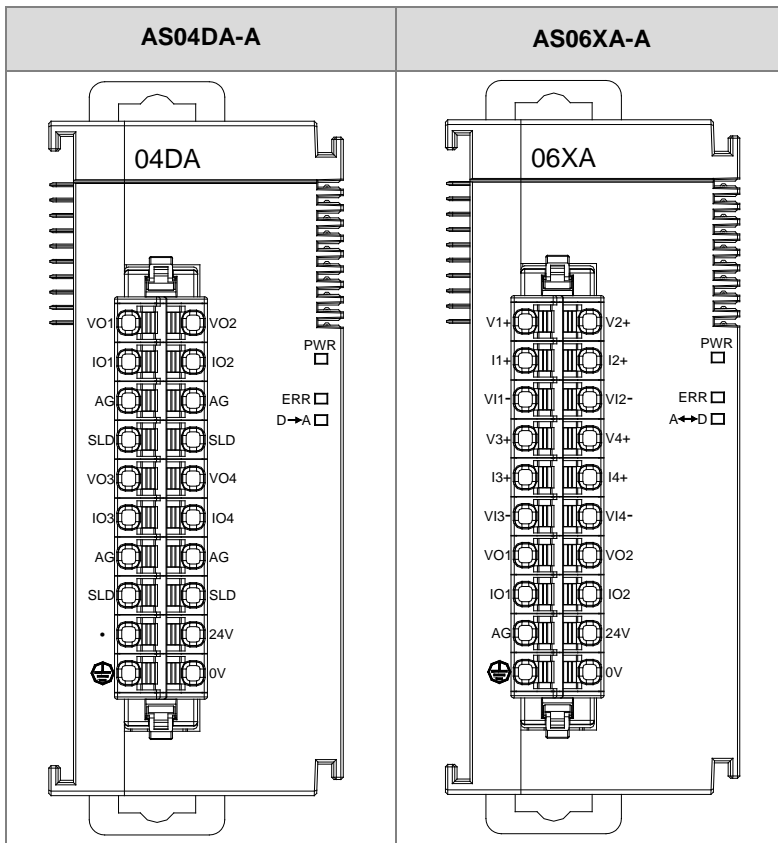 AS04DA-A
AS06XA-A
04DA
VO1 VO2
IO1 IO2
AG AG
SLD SLD
VO3 VO4
IO3 IO4
AG AG
SLD SLD
• 24V
0V
PWR
ERR
D→A
06XA
V1+ V2+
I1+ I2+
VI1- VI2-
V3+ V4+
I3+ I4+
VI3- VI4-
VO1 VO2
IO1 IO2
AG 24V
0V
PWR
ERR
A↔D